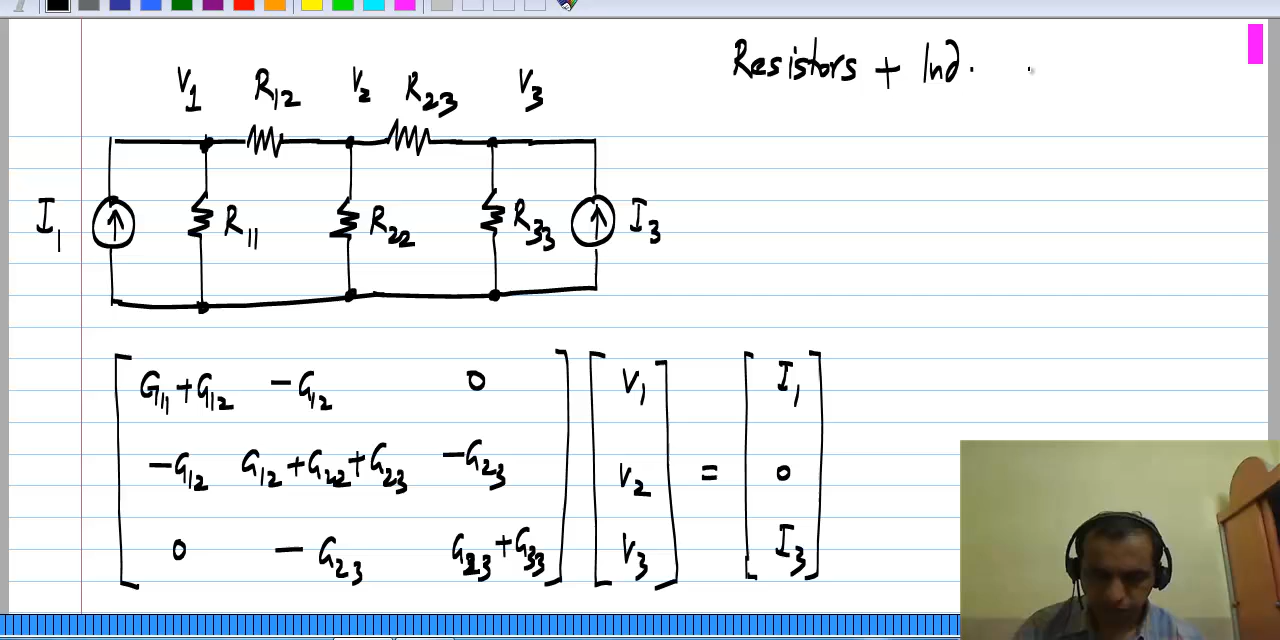 Resistors + Ind.
V1 R12 V2 R23 V3
I1 R11 R22 R33 I3
G11+G12 -G12 0 V1 I1
-G12 G12+G22+G23 -G23 V2 = 0
0 -G23 G23+G33 V3 I3